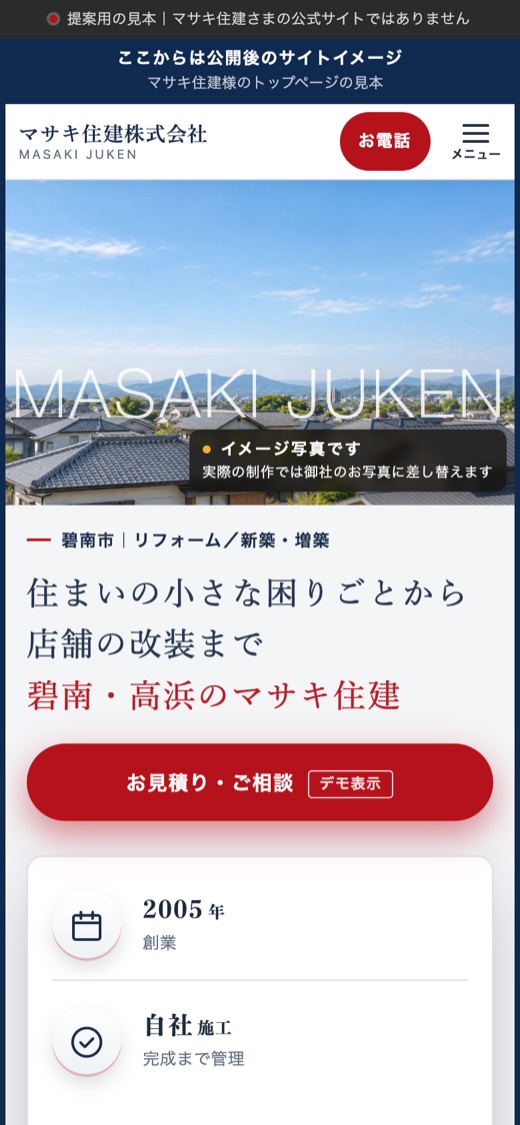 提案用の見本｜マサキ住建さまの公式サイトではありません
ここからは公開後のサイトイメージ
マサキ住建様のトップページの見本
マサキ住建株式会社
MASAKI JUKEN
お電話
メニュー
MASAKI JUKEN
イメージ写真です
実際の制作では御社のお写真に差し替えます
碧南市｜リフォーム／新築・増築
住まいの小さな困りごとから
店舗の改装まで
碧南・高浜のマサキ住建
お見積り・ご相談 デモ表示
2005年
創業
自社施工
完成まで管理